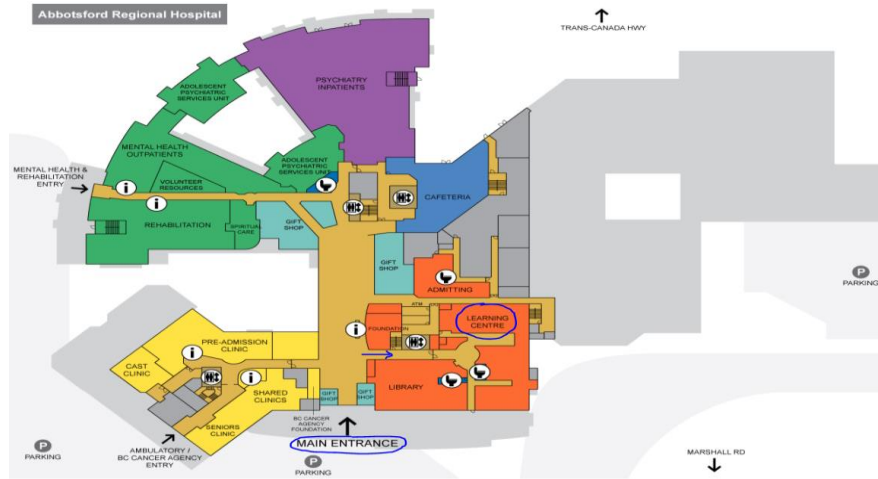 Abbotsford Regional Hospital
TRANS-CANADA HWY
PSYCHIATRY
INPATIENTS
ADOLESCENT
PSYCHIATRIC
SERVICES UNIT
MENTAL HEALTH
OUTPATIENTS
ADOLESCENT
PSYCHIATRIC
SERVICES UNIT
MENTAL HEALTH &
REHABILITATION
ENTRY
VOLUNTEER
RESOURCES
i
i
CAFETERIA
REHABILITATION
SPIRITUAL
CARE
GIFT
SHOP
GIFT
SHOP
ADMITTING
P
PARKING
ATM
LEARNING
CENTRE
i
FOUNDATION
PRE-ADMISSION
CLINIC
i
CAST
CLINIC
i
SHARED
CLINICS
GIFT
SHOP
GIFT
SHOP
LIBRARY
SENIORS
CLINIC
BC CANCER
AGENCY
FOUNDATION
MAIN ENTRANCE
P
PARKING
AMBULATORY /
BC CANCER AGENCY
ENTRY
P
PARKING
MARSHALL RD